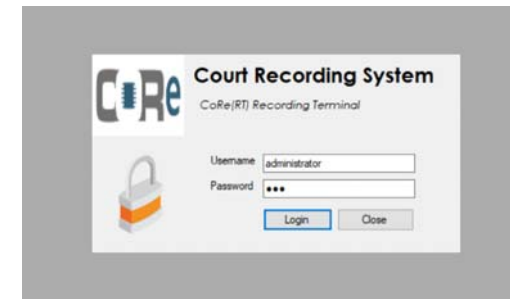 CoRe
Court Recording System
CoRe(RT) Recording Terminal
Username administrator
Password •••
Login Close